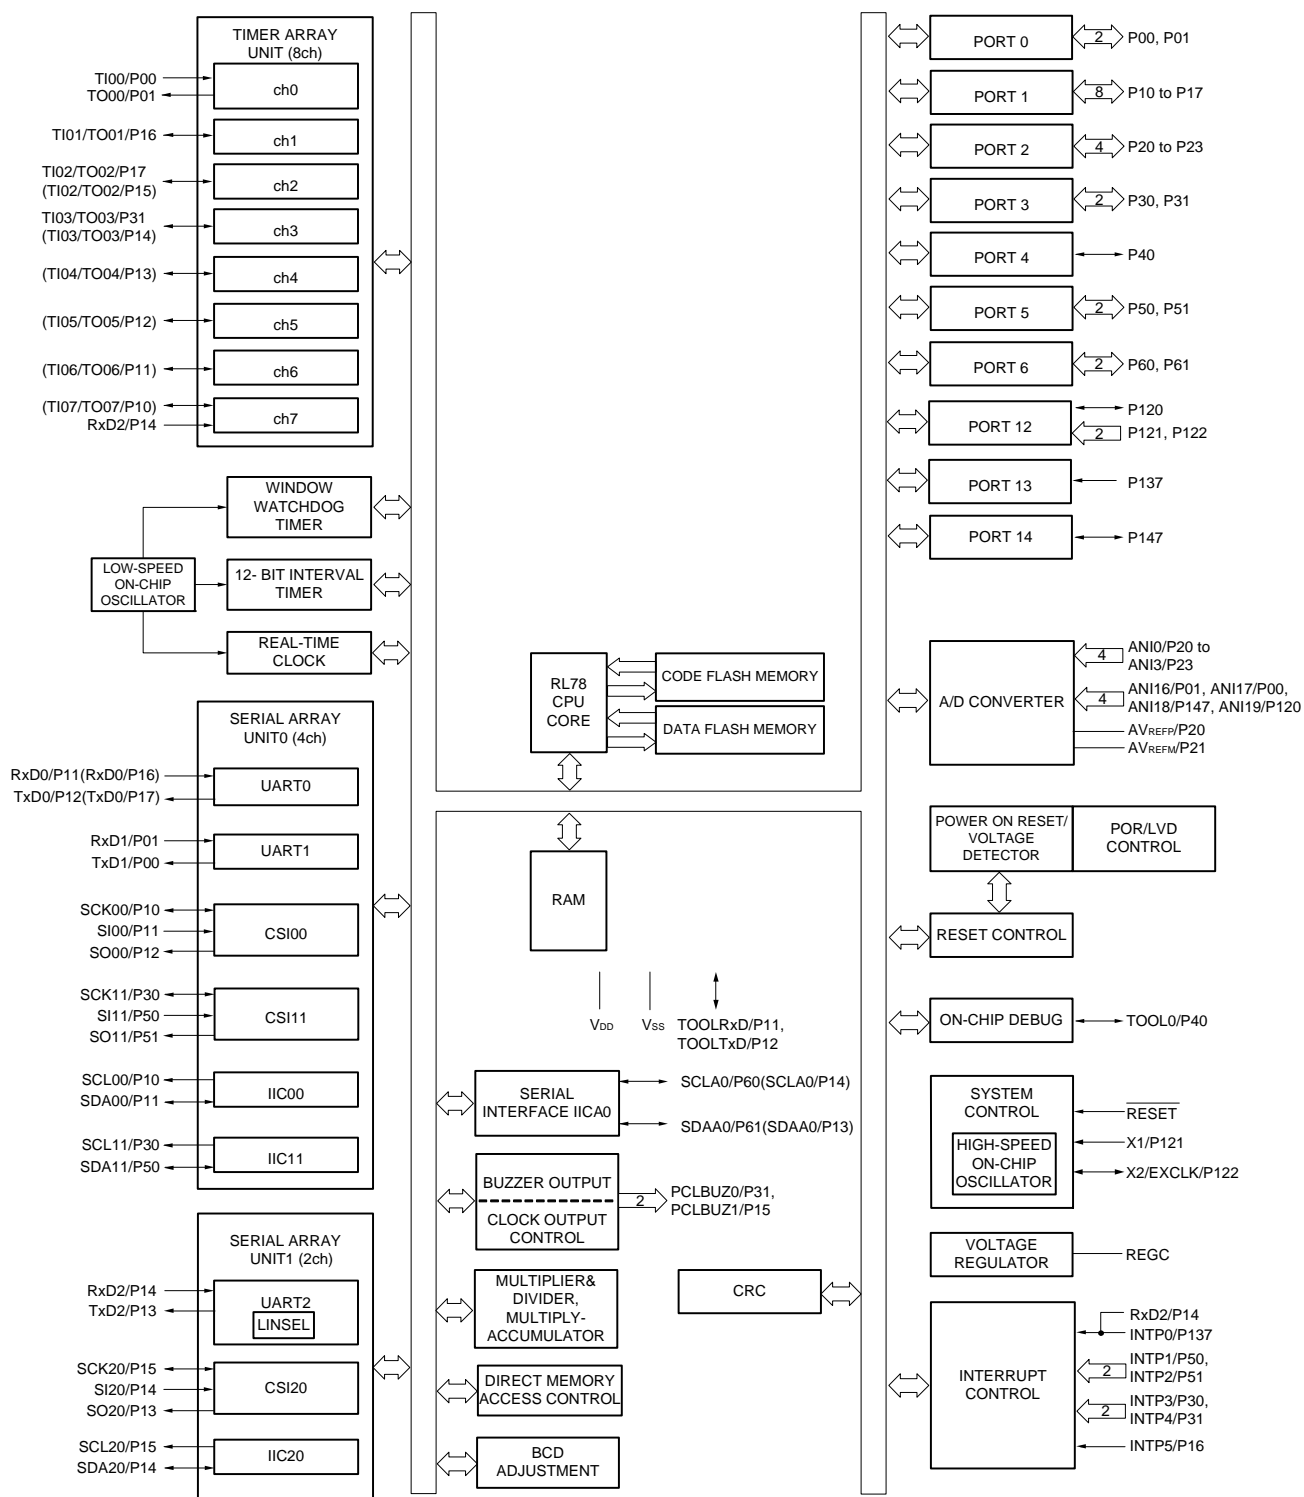 TIMER ARRAY
UNIT (8ch)
TI00/P00
TO00/P01
ch0
TI01/TO01/P16
ch1
TI02/TO02/P17
(TI02/TO02/P15)
ch2
TI03/TO03/P31
(TI03/TO03/P14)
ch3
(TI04/TO04/P13)
ch4
(TI05/TO05/P12)
ch5
(TI06/TO06/P11)
ch6
(TI07/TO07/P10)
RxD2/P14
ch7
WINDOW
WATCHDOG
TIMER
LOW-SPEED
ON-CHIP
OSCILLATOR
12- BIT INTERVAL
TIMER
REAL-TIME
CLOCK
SERIAL ARRAY
UNIT0 (4ch)
RxD0/P11(RxD0/P16)
TxD0/P12(TxD0/P17)
UART0
RxD1/P01
TxD1/P00
UART1
SCK00/P10
SI00/P11
SO00/P12
CSI00
SCK11/P30
SI11/P50
SO11/P51
CSI11
SCL00/P10
SDA00/P11
IIC00
SCL11/P30
SDA11/P50
IIC11
SERIAL ARRAY
UNIT1 (2ch)
RxD2/P14
TxD2/P13
UART2
LINSEL
SCK20/P15
SI20/P14
SO20/P13
CSI20
SCL20/P15
SDA20/P14
IIC20
RL78
CPU
CORE
CODE FLASH MEMORY
DATA FLASH MEMORY
RAM
VDD
VSS
TOOLRxD/P11,
TOOLTxD/P12
SERIAL
INTERFACE IICA0
SCLA0/P60(SCLA0/P14)
SDAA0/P61(SDAA0/P13)
BUZZER OUTPUT
CLOCK OUTPUT
CONTROL
2
PCLBUZ0/P31,
PCLBUZ1/P15
MULTIPLIER&
DIVIDER,
MULTIPLY-
ACCUMULATOR
CRC
DIRECT MEMORY
ACCESS CONTROL
BCD
ADJUSTMENT
PORT 0
2
P00, P01
PORT 1
8
P10 to P17
PORT 2
4
P20 to P23
PORT 3
2
P30, P31
PORT 4
P40
PORT 5
2
P50, P51
PORT 6
2
P60, P61
PORT 12
P120
2
P121, P122
PORT 13
P137
PORT 14
P147
A/D CONVERTER
4
ANI0/P20 to
ANI3/P23
4
ANI16/P01, ANI17/P00,
ANI18/P147, ANI19/P120
AVREFP/P20
AVREFM/P21
POWER ON RESET/
VOLTAGE
DETECTOR
POR/LVD
CONTROL
RESET CONTROL
ON-CHIP DEBUG
TOOL0/P40
SYSTEM
CONTROL
HIGH-SPEED
ON-CHIP
OSCILLATOR
RESET
X1/P121
X2/EXCLK/P122
VOLTAGE
REGULATOR
REGC
INTERRUPT
CONTROL
RxD2/P14
INTP0/P137
2
INTP1/P50,
INTP2/P51
2
INTP3/P30,
INTP4/P31
INTP5/P16